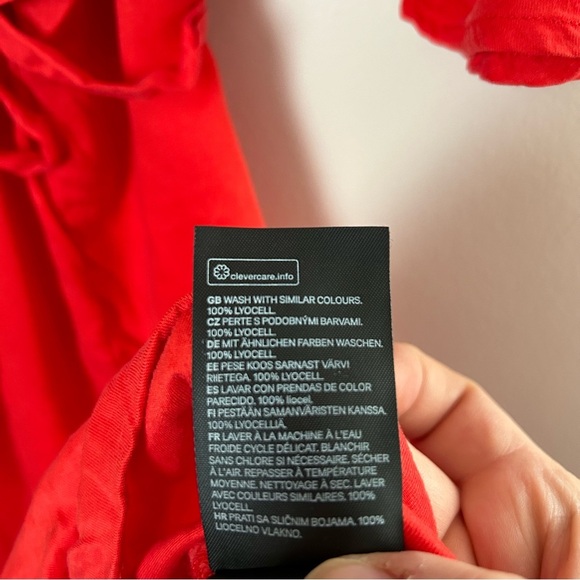 clevercare.info
GB WASH WITH SIMILAR COLOURS.
100% LYOCELL.
CZ PERTE S PODOBNÝMI BARVAMI.
100% LYOCELL.
DE MIT ÄHNLICHEN FARBEN WASCHEN.
100% LYOCELL.
EE PESE KOOS SARNAST VÄRVI
RIIETEGA. 100% LYOCELL.
ES LAVAR CON PRENDAS DE COLOR
PARECIDO. 100% liocel.
FI PESTÄÄN SAMANVÄRISTEN KANSSA.
100% LYOCELLIÄ.
FR LAVER À LA MACHINE À L'EAU
FROIDE CYCLE DÉLICAT. BLANCHIR
SANS CHLORE SI NÉCESSAIRE. SÉCHER
À L'AIR. REPASSER À TEMPÉRATURE
MOYENNE. NETTOYAGE À SEC. LAVER
AVEC COULEURS SIMILAIRES. 100%
LYOCELL.
HR PRATI SA SLIČNIM BOJAMA. 100%
LIOCELNO VLAKNO.